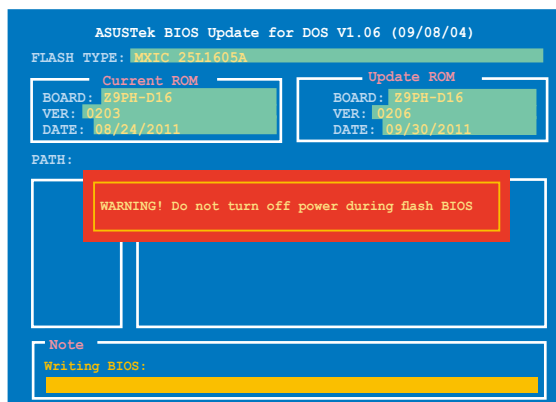 ASUSTek BIOS Update for DOS V1.06 (09/08/04)
FLASH TYPE: MXIC 25L1605A
Current ROM
BOARD: Z9PH-D16
VER: 0203
DATE: 08/24/2011
Update ROM
BOARD: Z9PH-D16
VER: 0206
DATE: 09/30/2011
PATH:
WARNING! Do not turn off power during flash BIOS
Note
Writing BIOS: